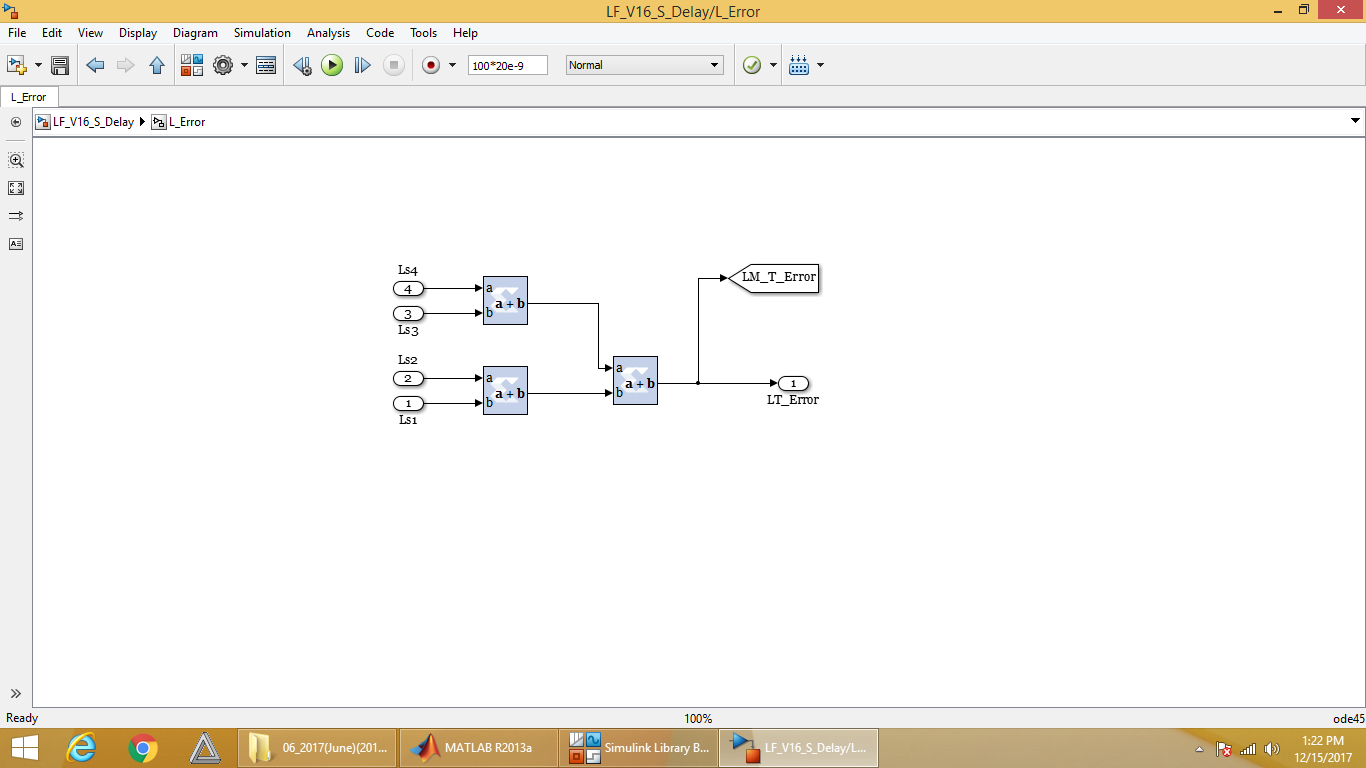 LF_V16_S_Delay/L_Error
File Edit View Display Diagram Simulation Analysis Code Tools Help
100*20e-9 Normal
L_Error
LF_V16_S_Delay L_Error
Ls4
4 a
a + b
3 b
Ls3
LM_T_Error
Ls2
2 a
a + b
1 b
Ls1
a
a + b
b
1
LT_Error
Ready 100% ode45
06_2017(June)(201... MATLAB R2013a Simulink Library B... LF_V16_S_Delay/L...
1:22 PM
12/15/2017